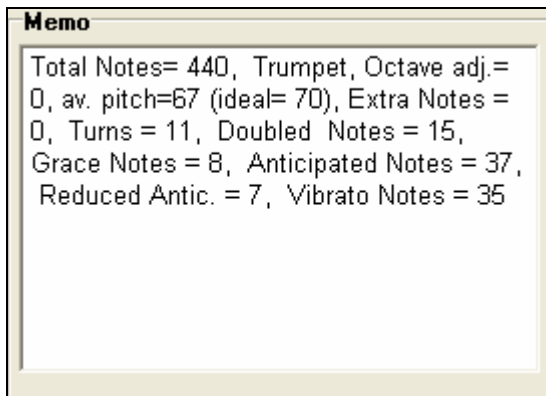 Memo
Total Notes= 440,  Trumpet, Octave adj.=
0, av. pitch=67 (ideal= 70), Extra Notes =
0,  Turns = 11,  Doubled  Notes = 15,
Grace Notes = 8,  Anticipated Notes = 37,
Reduced Antic. = 7,  Vibrato Notes = 35